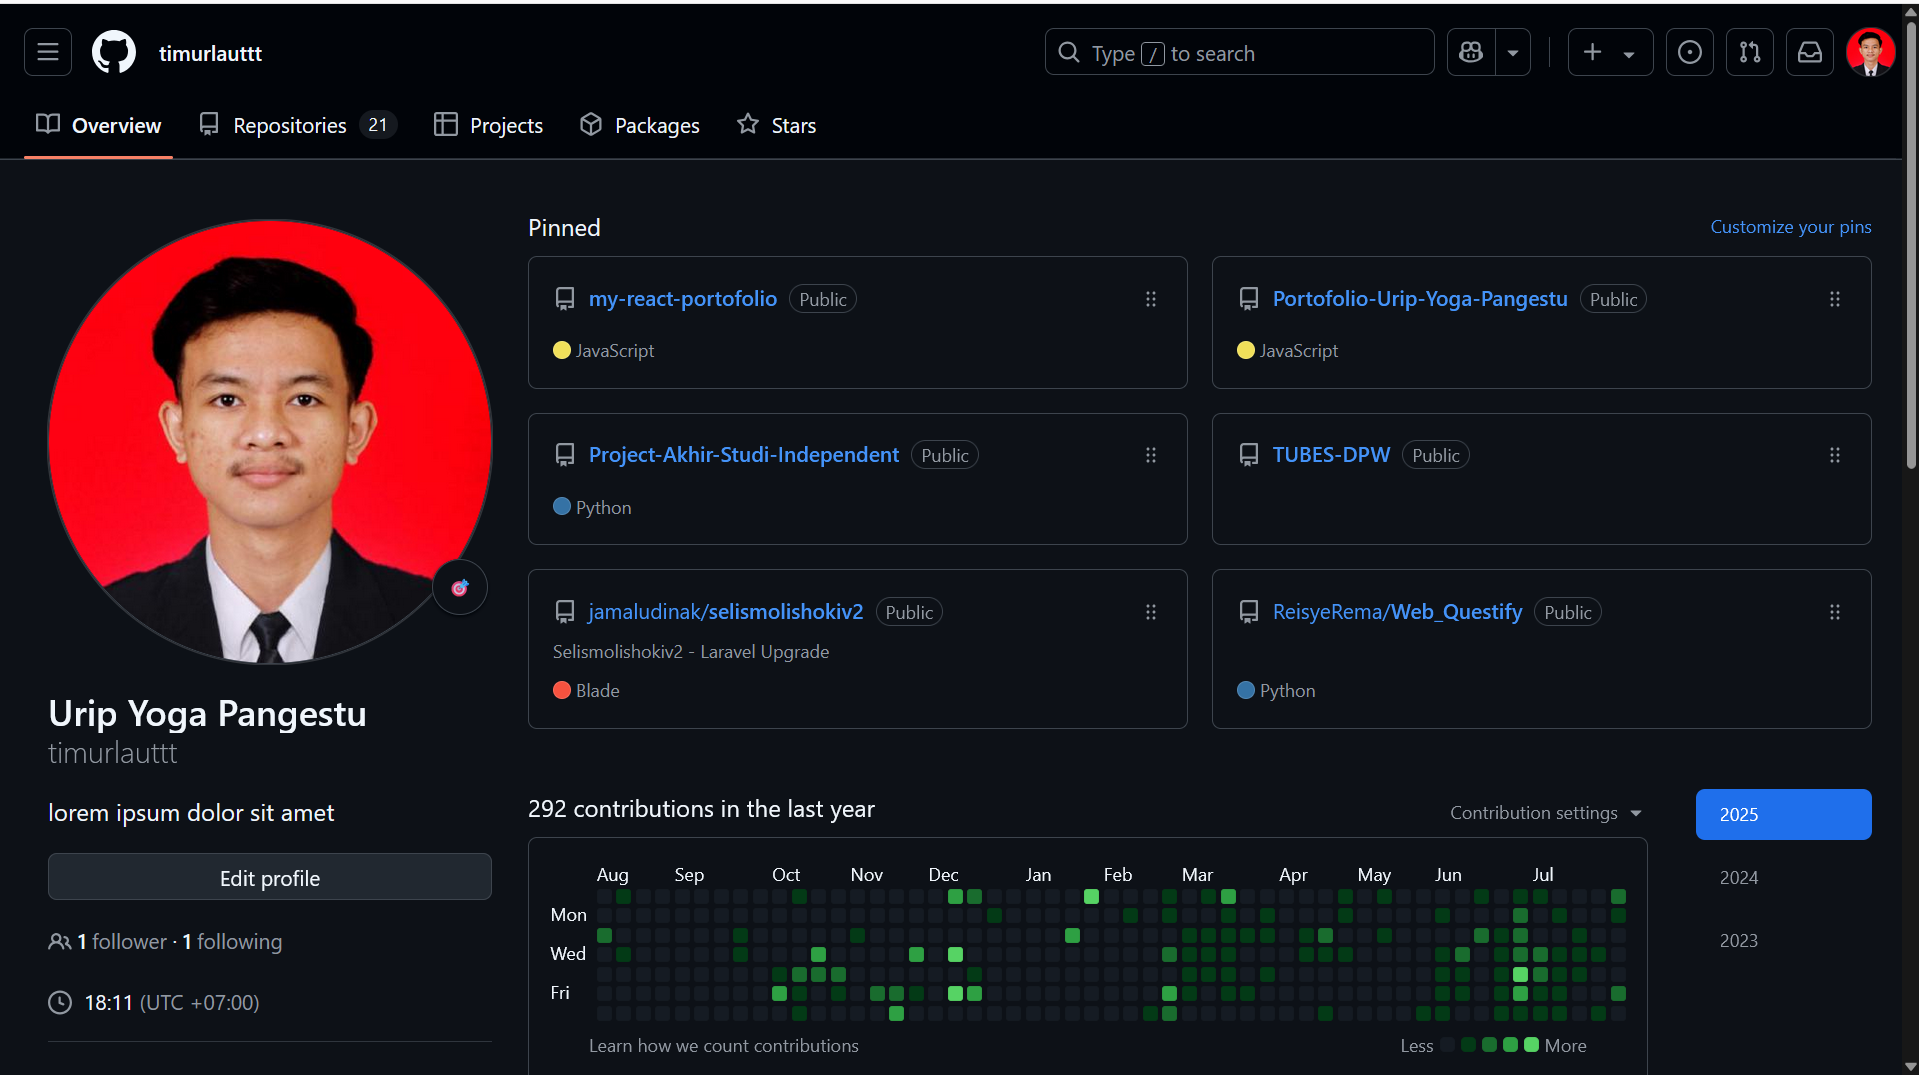 timurlauttt
Type / to search
Overview
Repositories 21
Projects
Packages
Stars
Pinned
Customize your pins
my-react-portofolio Public
JavaScript
Portofolio-Urip-Yoga-Pangestu Public
JavaScript
Project-Akhir-Studi-Independent Public
Python
TUBES-DPW Public
jamaludinak/selismolishokiv2 Public
Selismolishokiv2 - Laravel Upgrade
Blade
ReisyeRema/Web_Questify Public
Python
Urip Yoga Pangestu
timurlauttt
lorem ipsum dolor sit amet
Edit profile
1 follower · 1 following
18:11 (UTC +07:00)
292 contributions in the last year
Contribution settings
2025
2024
2023
Aug Sep Oct Nov Dec Jan Feb Mar Apr May Jun Jul
Mon
Wed
Fri
Learn how we count contributions
Less More